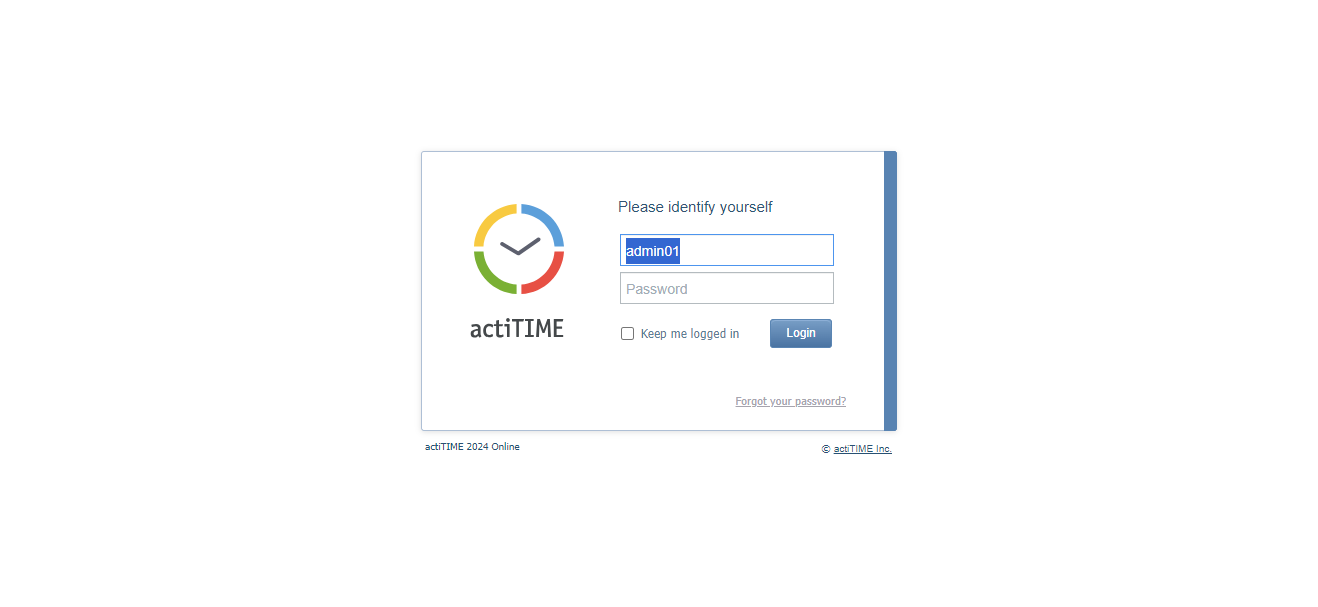 Please identify yourself
admin01
Password
actiTIME
Keep me logged in
Login
Forgot your password?
actiTIME 2024 Online
© actiTIME Inc.